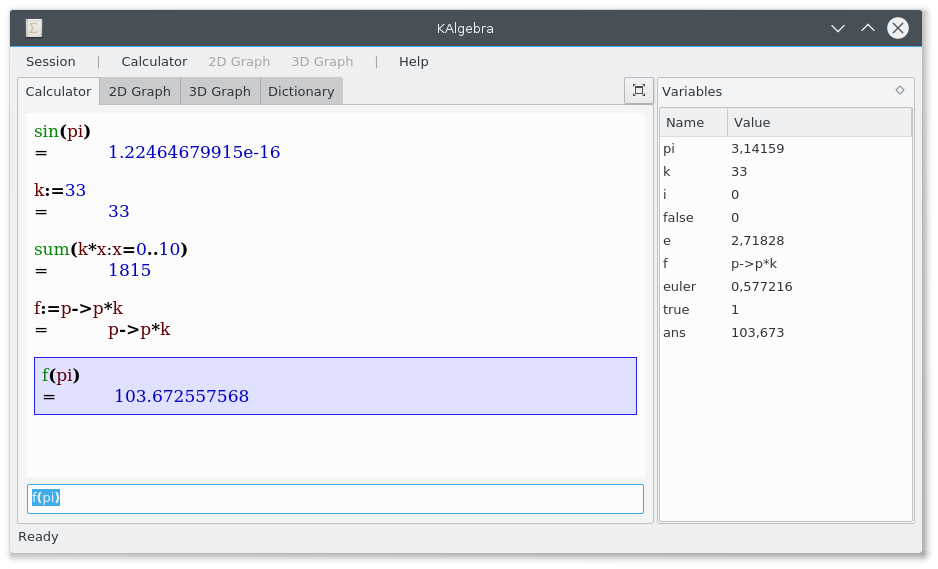 KAlgebra
Session | Calculator 2D Graph 3D Graph | Help
Calculator 2D Graph 3D Graph Dictionary
sin(pi)
= 1.22464679915e-16
k:=33
= 33
sum(k*x:x=0..10)
= 1815
f:=p->p*k
= p->p*k
f(pi)
= 103.672557568
f(pi)
Variables
Name Value
pi 3,14159
k 33
i 0
false 0
e 2,71828
f p->p*k
euler 0,577216
true 1
ans 103,673
Ready